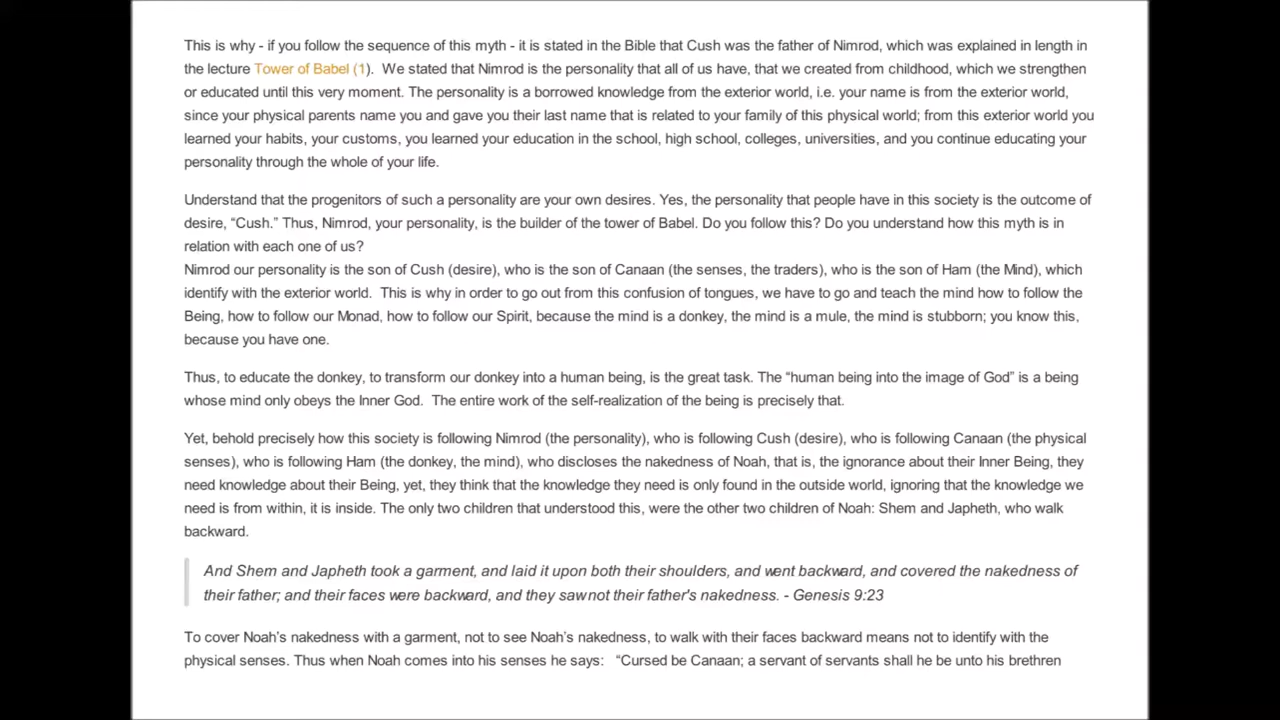 This is why - if you follow the sequence of this myth - it is stated in the Bible that Cush was the father of Nimrod, which was explained in length in
the lecture Tower of Babel (1).  We stated that Nimrod is the personality that all of us have, that we created from childhood, which we strengthen
or educated until this very moment. The personality is a borrowed knowledge from the exterior world, i.e. your name is from the exterior world,
since your physical parents name you and gave you their last name that is related to your family of this physical world; from this exterior world you
learned your habits, your customs, you learned your education in the school, high school, colleges, universities, and you continue educating your
personality through the whole of your life.
Understand that the progenitors of such a personality are your own desires. Yes, the personality that people have in this society is the outcome of
desire, “Cush.” Thus, Nimrod, your personality, is the builder of the tower of Babel. Do you follow this? Do you understand how this myth is in
relation with each one of us?
Nimrod our personality is the son of Cush (desire), who is the son of Canaan (the senses, the traders), who is the son of Ham (the Mind), which
identify with the exterior world.  This is why in order to go out from this confusion of tongues, we have to go and teach the mind how to follow the
Being, how to follow our Monad, how to follow our Spirit, because the mind is a donkey, the mind is a mule, the mind is stubborn; you know this,
because you have one.
Thus, to educate the donkey, to transform our donkey into a human being, is the great task. The “human being into the image of God” is a being
whose mind only obeys the Inner God.  The entire work of the self-realization of the being is precisely that.
Yet, behold precisely how this society is following Nimrod (the personality), who is following Cush (desire), who is following Canaan (the physical
senses), who is following Ham (the donkey, the mind), who discloses the nakedness of Noah, that is, the ignorance about their Inner Being, they
need knowledge about their Being, yet, they think that the knowledge they need is only found in the outside world, ignoring that the knowledge we
need is from within, it is inside. The only two children that understood this, were the other two children of Noah: Shem and Japheth, who walk
backward.
And Shem and Japheth took a garment, and laid it upon both their shoulders, and went backward, and covered the nakedness of
their father; and their faces were backward, and they saw not their father's nakedness. - Genesis 9:23
To cover Noah’s nakedness with a garment, not to see Noah’s nakedness, to walk with their faces backward means not to identify with the
physical senses. Thus when Noah comes into his senses he says:   “Cursed be Canaan; a servant of servants shall he be unto his brethren